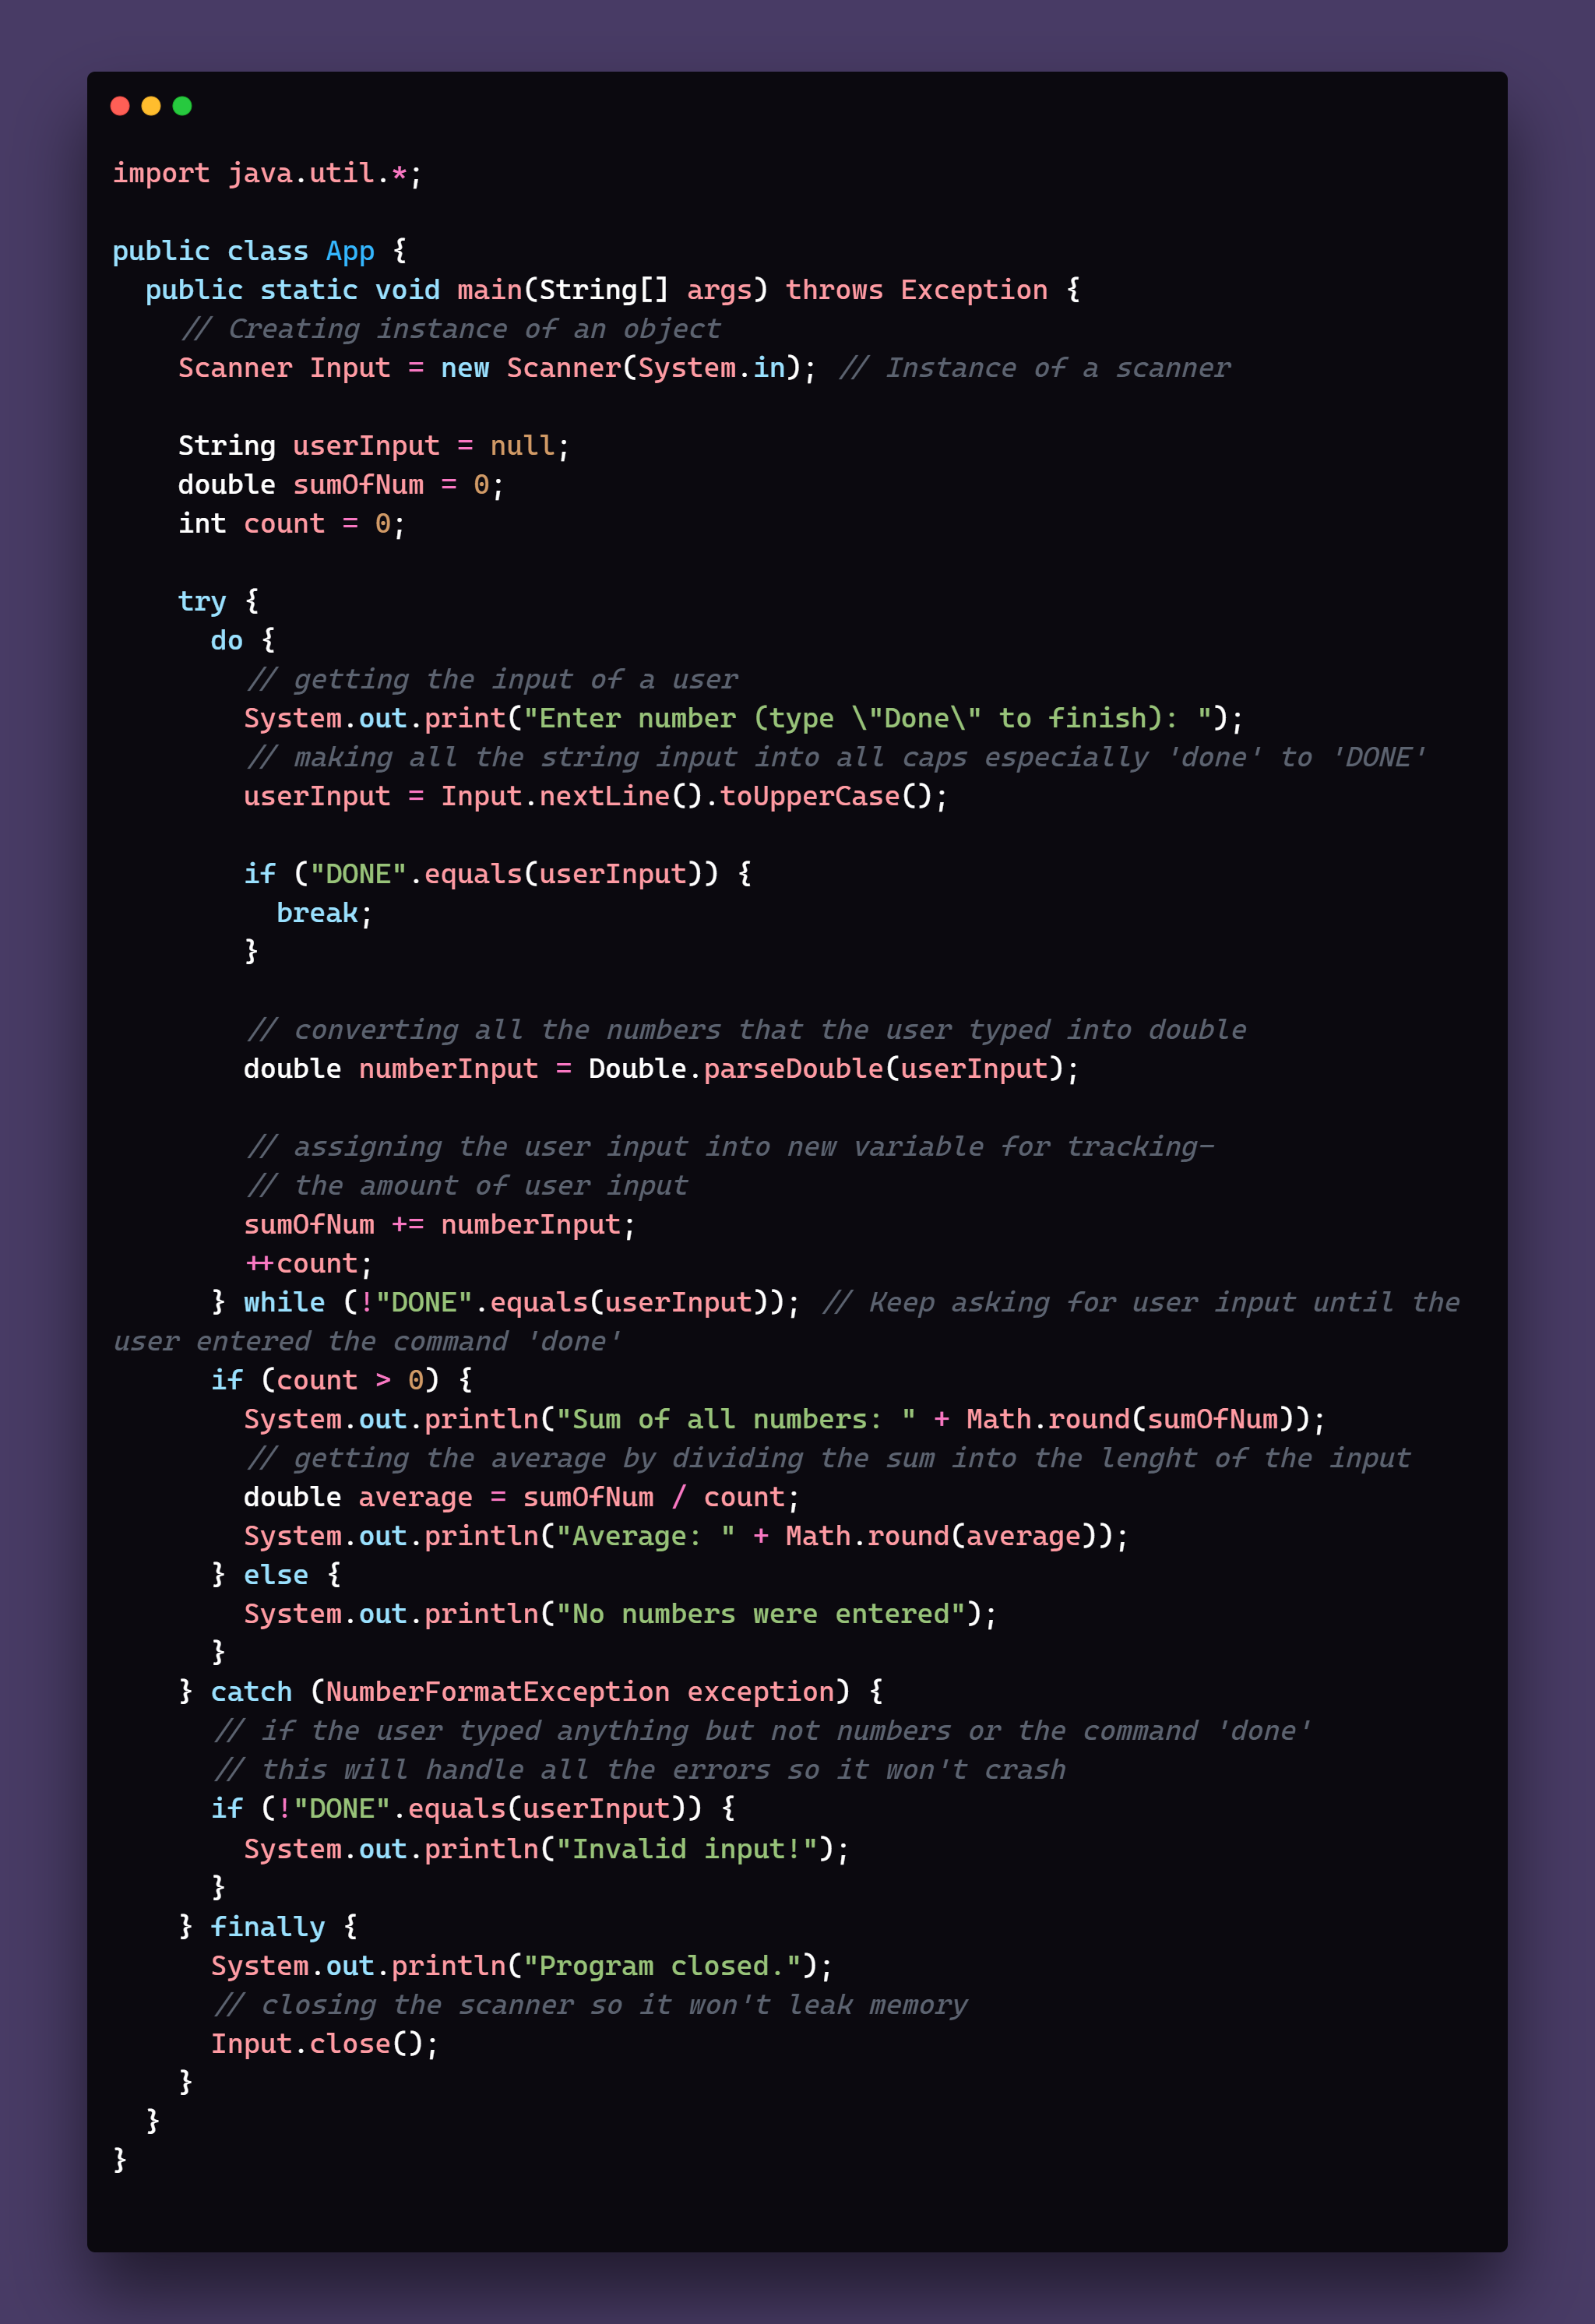 import java.util.*;

public class App {
  public static void main(String[] args) throws Exception {
    // Creating instance of an object
    Scanner Input = new Scanner(System.in); // Instance of a scanner

    String userInput = null;
    double sumOfNum = 0;
    int count = 0;

    try {
      do {
        // getting the input of a user
        System.out.print("Enter number (type \"Done\" to finish): ");
        // making all the string input into all caps especially 'done' to 'DONE'
        userInput = Input.nextLine().toUpperCase();

        if ("DONE".equals(userInput)) {
          break;
        }

        // converting all the numbers that the user typed into double
        double numberInput = Double.parseDouble(userInput);

        // assigning the user input into new variable for tracking-
        // the amount of user input
        sumOfNum += numberInput;
        ++count;
      } while (!"DONE".equals(userInput)); // Keep asking for user input until the
user entered the command 'done'
      if (count > 0) {
        System.out.println("Sum of all numbers: " + Math.round(sumOfNum));
        // getting the average by dividing the sum into the lenght of the input
        double average = sumOfNum / count;
        System.out.println("Average: " + Math.round(average));
      } else {
        System.out.println("No numbers were entered");
      }
    } catch (NumberFormatException exception) {
      // if the user typed anything but not numbers or the command 'done'
      // this will handle all the errors so it won't crash
      if (!"DONE".equals(userInput)) {
        System.out.println("Invalid input!");
      }
    } finally {
      System.out.println("Program closed.");
      // closing the scanner so it won't leak memory
      Input.close();
    }
  }
}